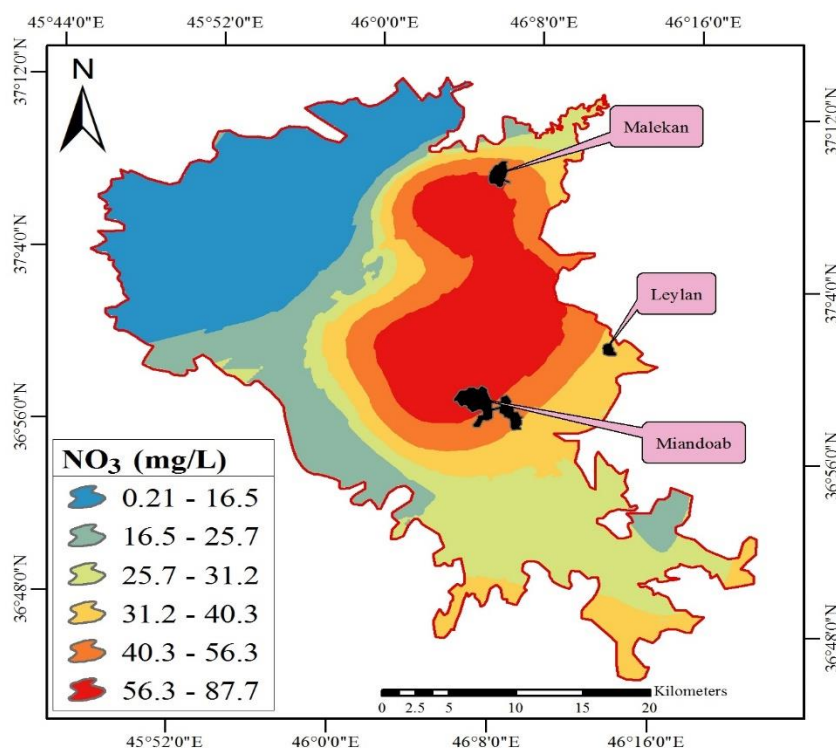 45°44'0"E 45°52'0"E 46°0'0"E 46°8'0"E 46°16'0"E
37°12'0"N
N
37°12'0"N
Malekan
37°4'0"N
Leylan
37°4'0"N
36°56'0"N
Miandoab
36°56'0"N
NO₃ (mg/L)
0.21 - 16.5
16.5 - 25.7
25.7 - 31.2
31.2 - 40.3
40.3 - 56.3
56.3 - 87.7
36°48'0"N
36°48'0"N
Kilometers
0 2.5 5 10 15 20
45°52'0"E 46°0'0"E 46°8'0"E 46°16'0"E